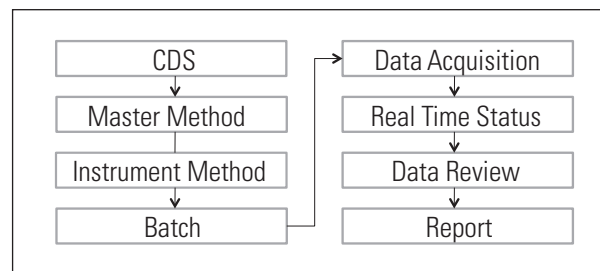 CDS
Master Method
Instrument Method
Batch
Data Acquisition
Real Time Status
Data Review
Report